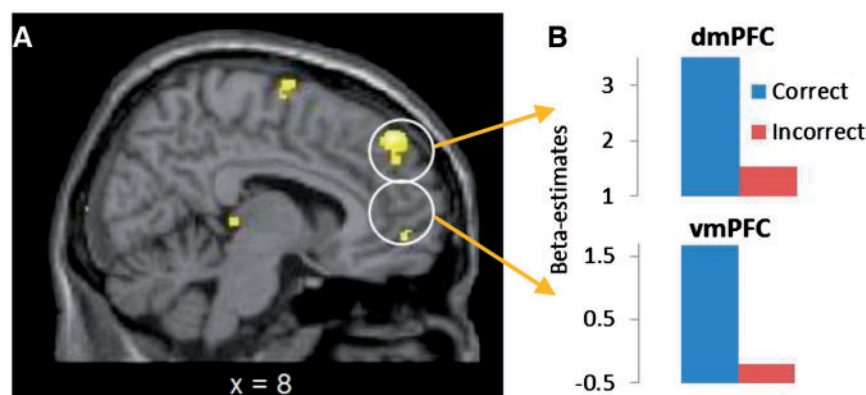 A
x = 8
B
dmPFC
3
2
1
Correct
Incorrect
Beta-estimates
vmPFC
1.5
0.5
-0.5